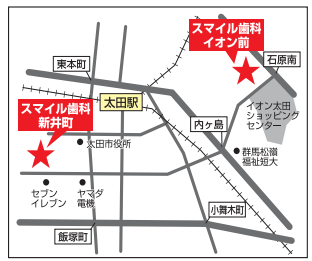 スマイル歯科
イオン前
東本町
石原南
スマイル歯科
新井町
太田駅
イオン太田
ショッピング
センター
内ヶ島
太田市役所
群馬松嶺
福祉短大
セブン
イレブン
ヤマダ
電機
小舞木町
飯塚町